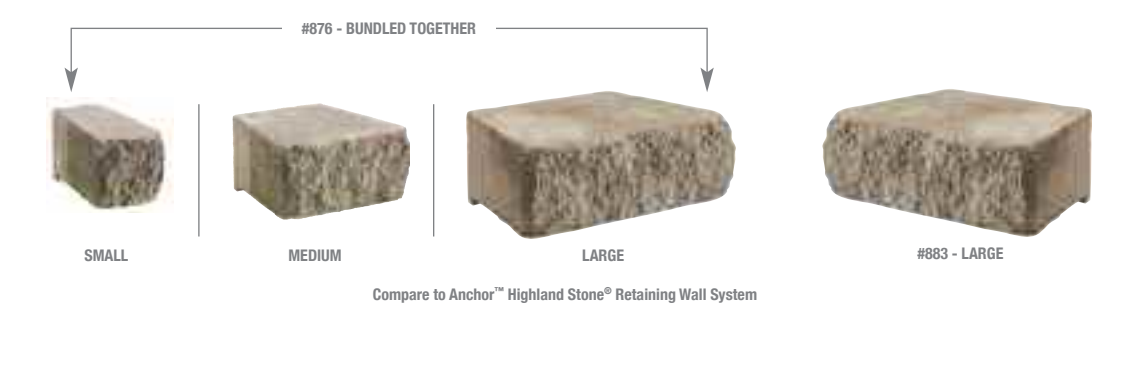 #876 - BUNDLED TOGETHER
SMALL
MEDIUM
LARGE
#883 - LARGE
Compare to Anchor™ Highland Stone® Retaining Wall System